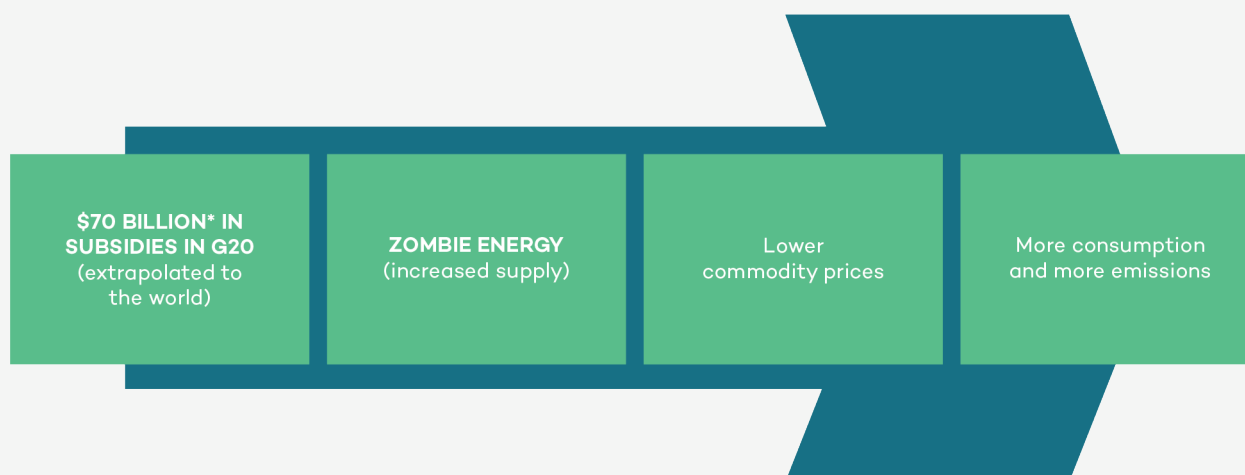 $70 BILLION* IN
SUBSIDIES IN G20
(extrapolated to
the world)
ZOMBIE ENERGY
(increased supply)
Lower
commodity prices
More consumption
and more emissions